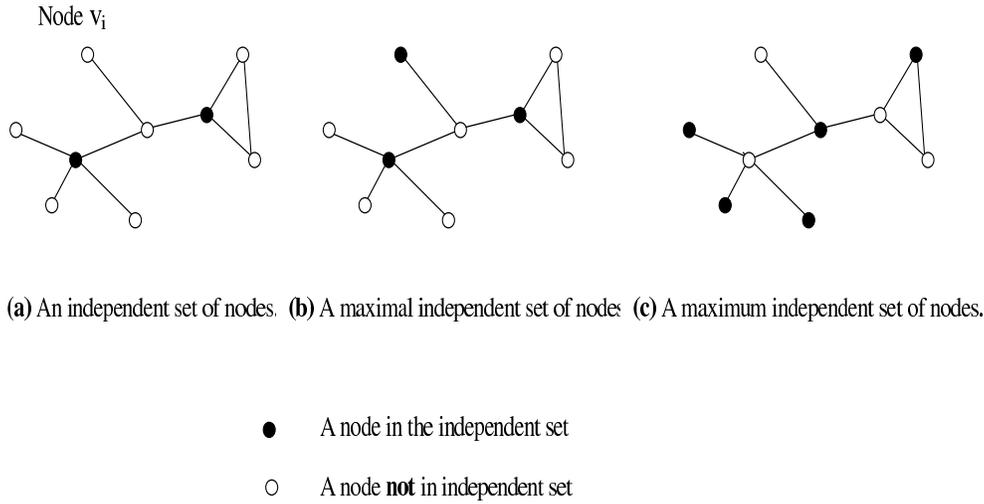 Node vᵢ
(a) An independent set of nodes. (b) A maximal independent set of nodes (c) A maximum independent set of nodes.
A node in the independent set
A node not in independent set